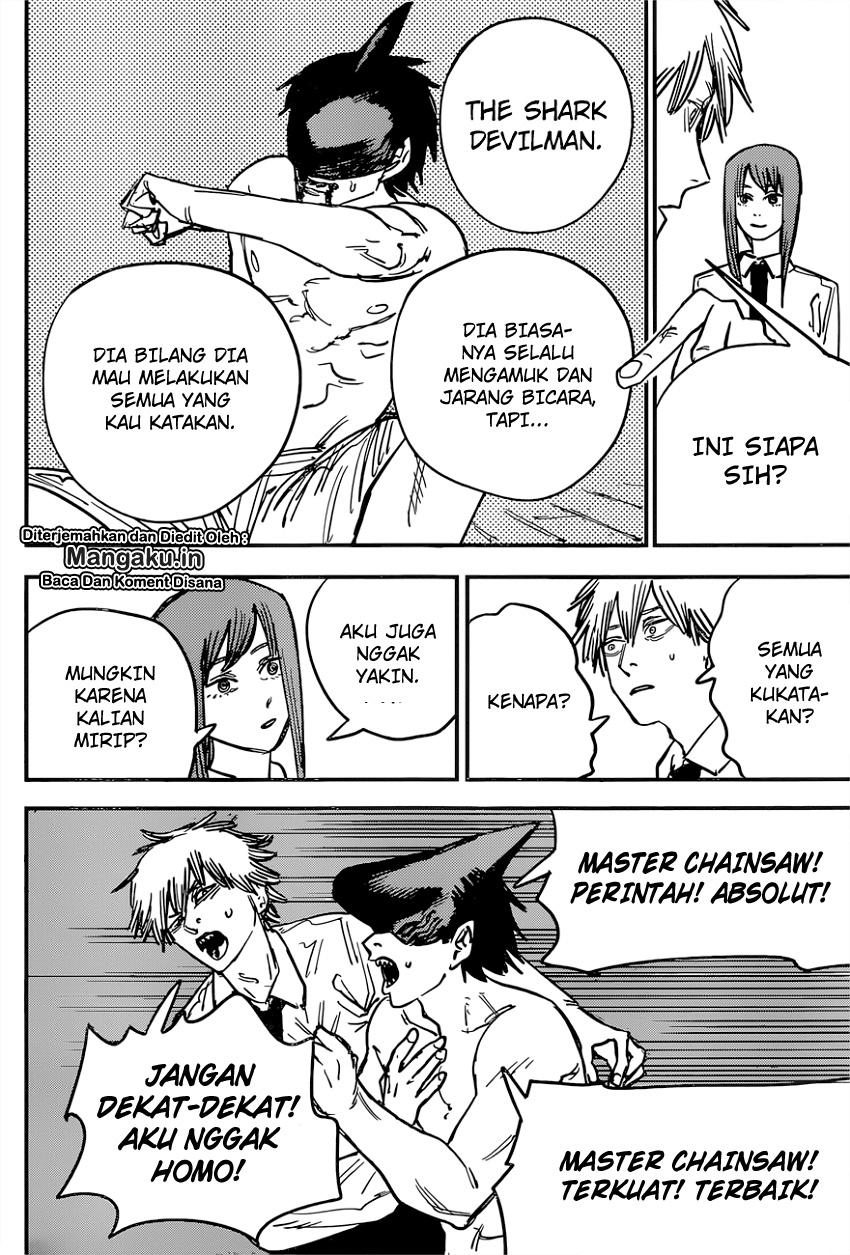 INI SIAPA
SIH?
THE SHARK
DEVILMAN.
DIA BIASA-
NYA SELALU
MENGAMUK DAN
JARANG BICARA,
TAPI...
DIA BILANG DIA
MAU MELAKUKAN
SEMUA YANG
KAU KATAKAN.
Diterjemahkan dan Diedit Oleh :
Mangaku.in
Baca Dan Koment Disana
SEMUA
YANG
KUKATA-
KAN?
KENAPA?
AKU JUGA
NGGAK
YAKIN.
MUNGKIN
KARENA
KALIAN
MIRIP?
MASTER CHAINSAW!
PERINTAH! ABSOLUT!
JANGAN
DEKAT-DEKAT!
AKU NGGAK
HOMO!
MASTER CHAINSAW!
TERKUAT! TERBAIK!